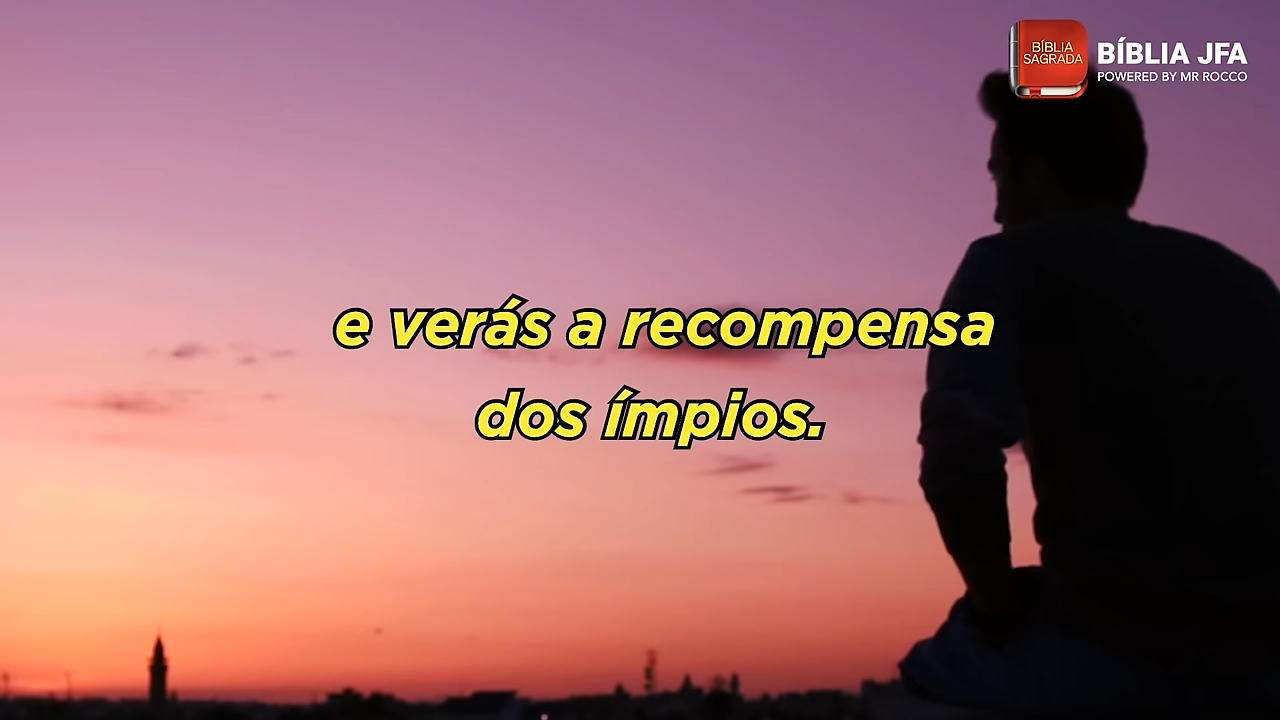 BÍBLIA
SAGRADA
BÍBLIA JFA
POWERED BY MR ROCCO
e verás a recompensa
dos ímpios.